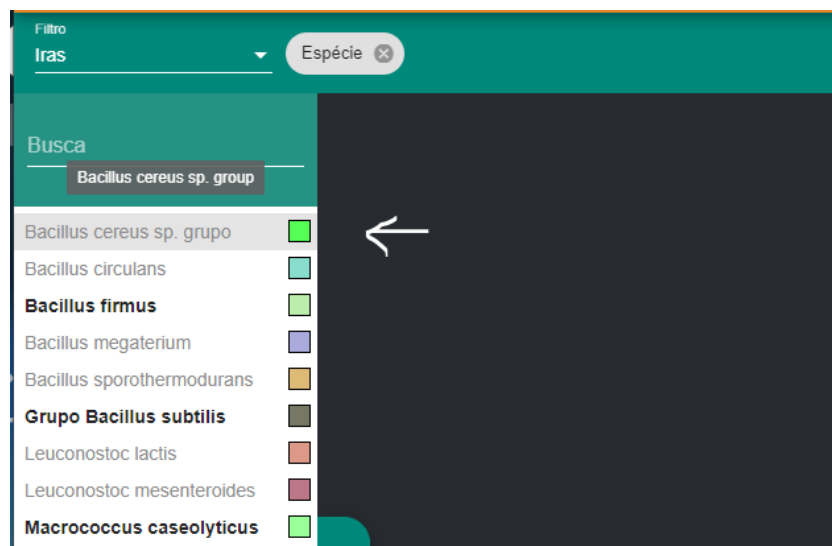 Filtro
Iras
Espécie
Busca
Bacillus cereus sp. group
Bacillus cereus sp. grupo
Bacillus circulans
Bacillus firmus
Bacillus megaterium
Bacillus sporothermodurans
Grupo Bacillus subtilis
Leuconostoc lactis
Leuconostoc mesenteroides
Macrococcus caseolyticus